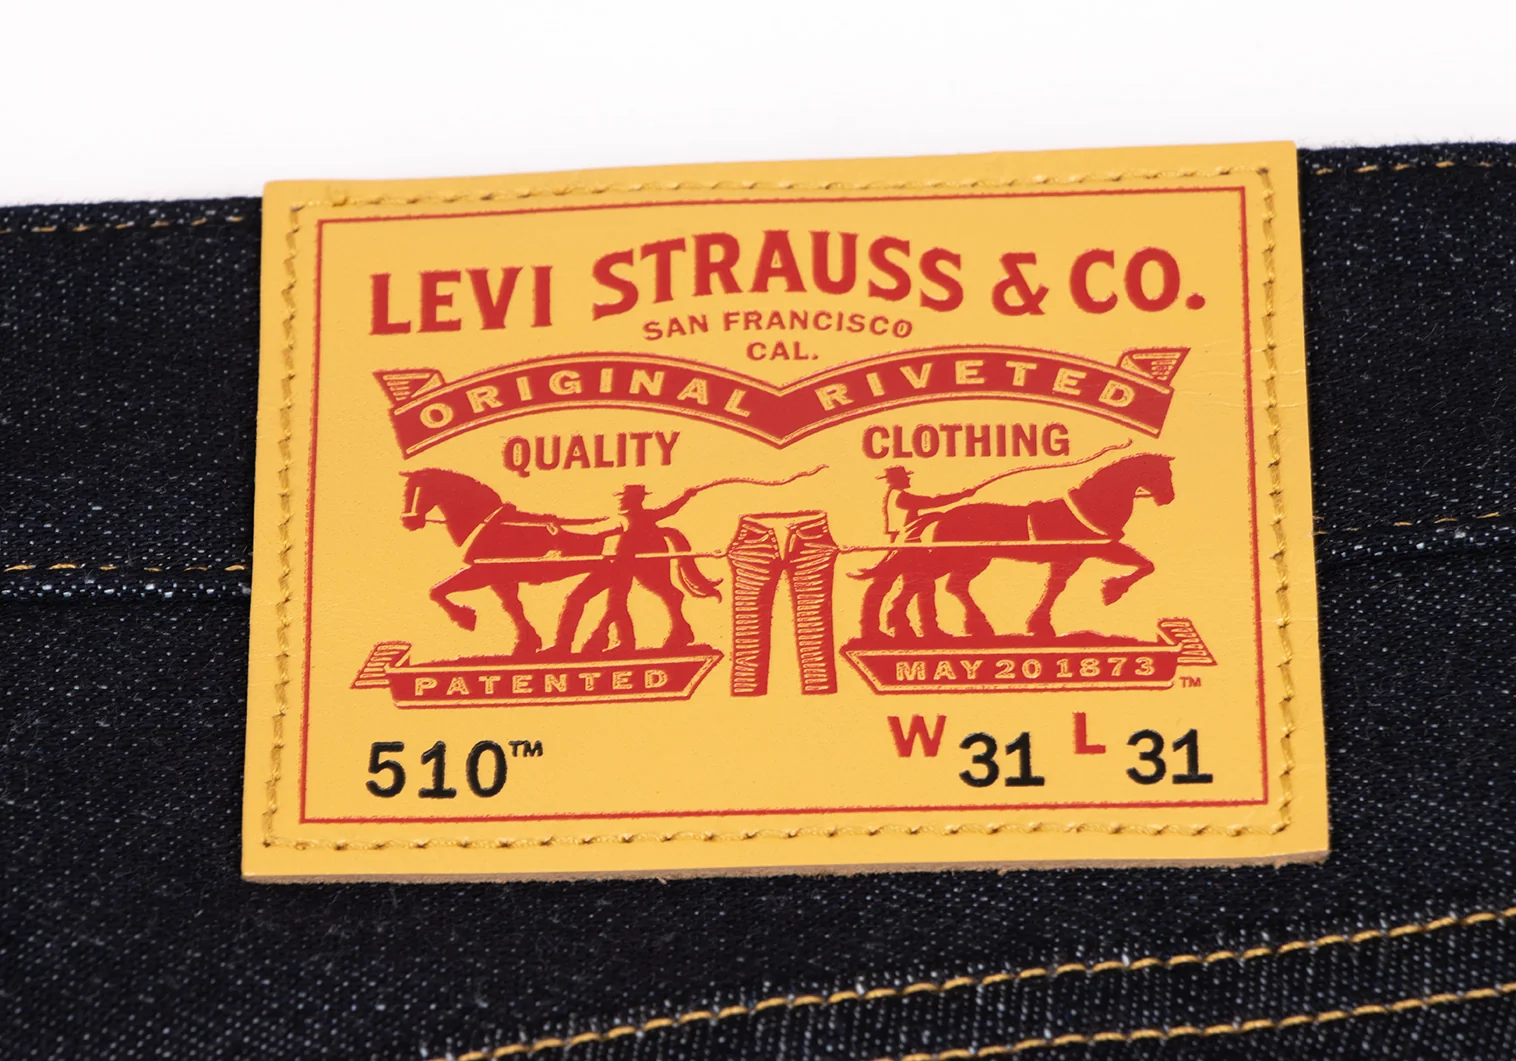 LEVI STRAUSS & CO.
SAN FRANCISCO
CAL.
ORIGINAL RIVETED
QUALITY CLOTHING
PATENTED MAY 20 1873 ™
510™ W 31 L 31